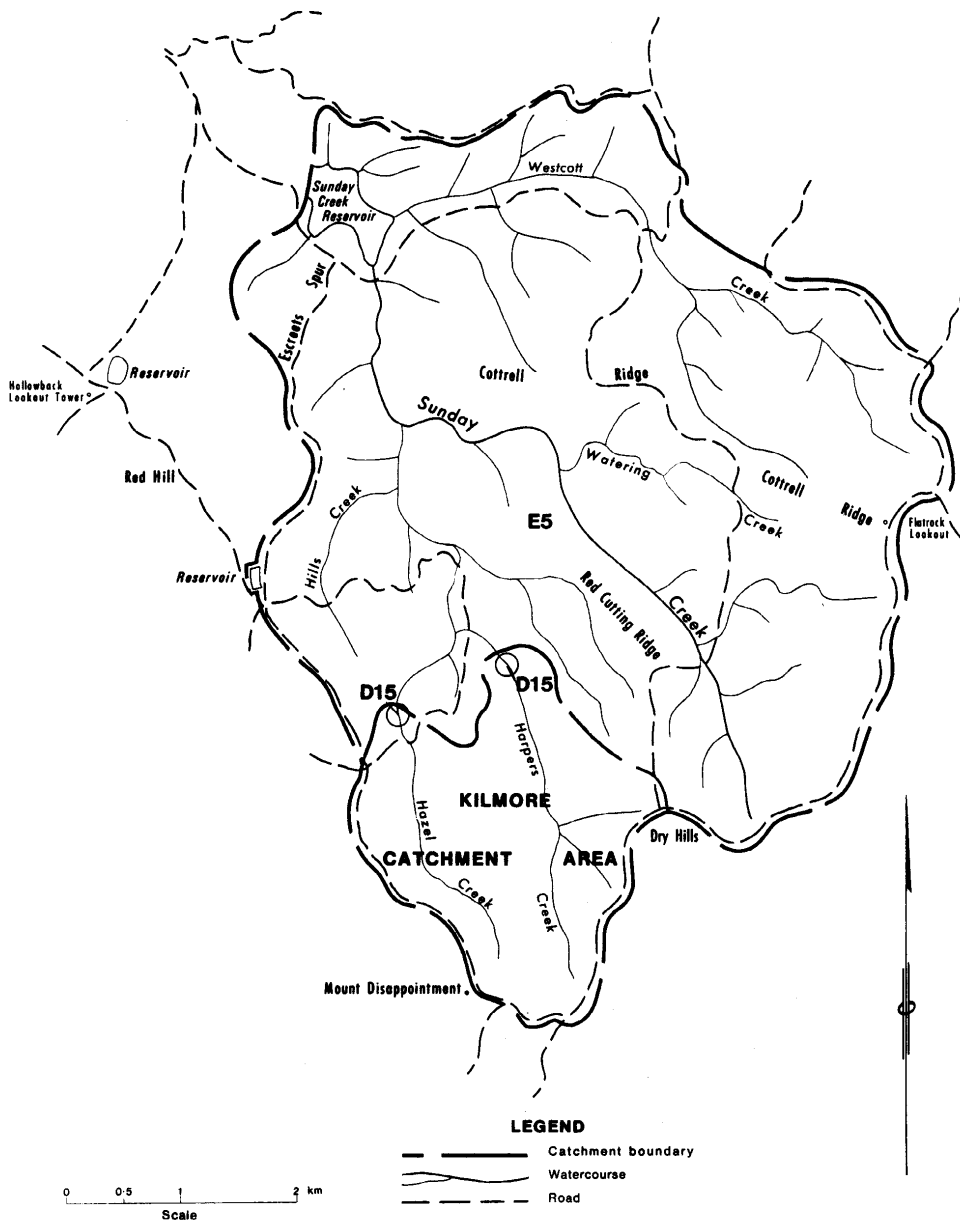 Westcott
Sunday
Creek
Reservoir
Creek
Spur
Escreets
Reservoir
Hollowback
Lookout Tower
Cottrell
Ridge
Sunday
Red Hill
Watering
Cottrell
Creek
Ridge
Creek
Flatrock
Lookout
E5
Reservoir
Hills
Red Cutting Ridge
Creek
D15
D15
Harpers
KILMORE
Hazel
Dry Hills
CATCHMENT
AREA
Creek
Creek
Mount Disappointment
LEGEND
Catchment boundary
Watercourse
Road
0 0·5 1 2 km
Scale